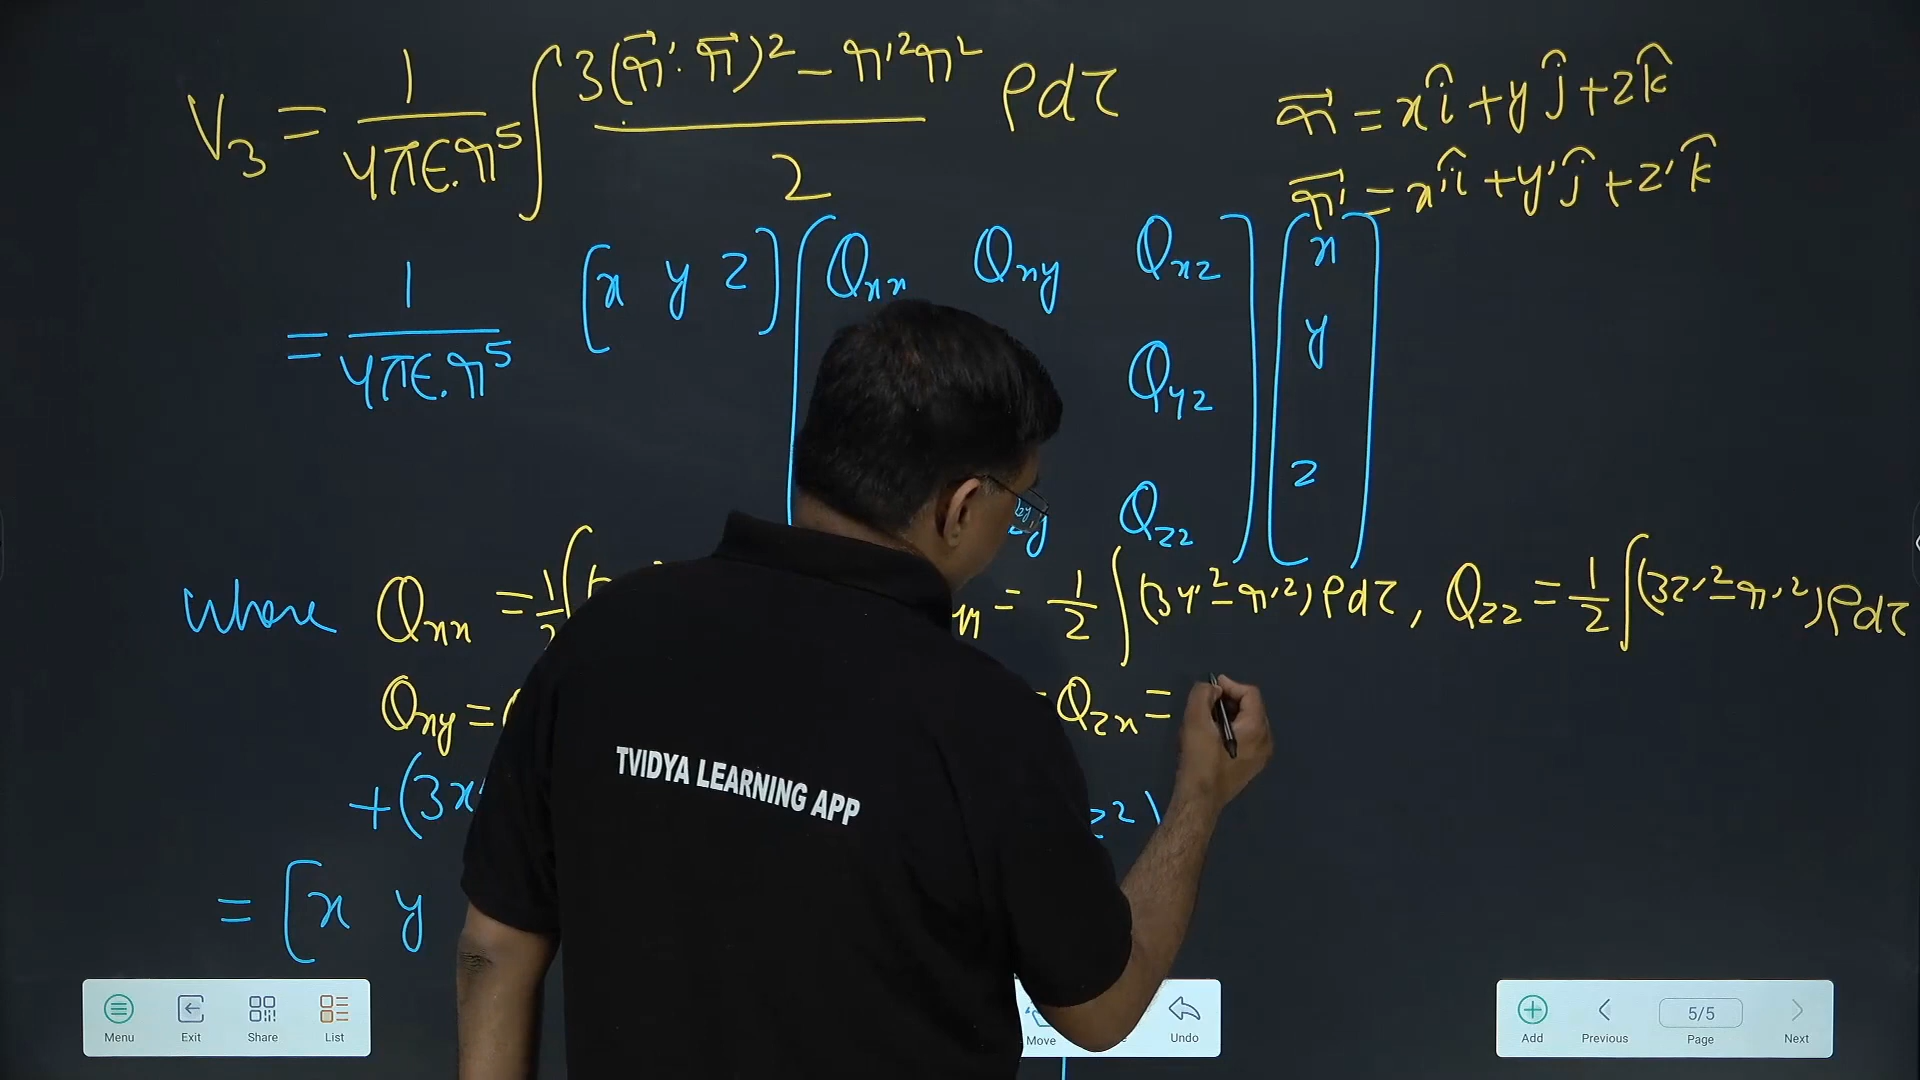 V₃ = 1/(4πε₀r⁵) ∫ (3(r⃗'·r⃗)² − r'²r²)/2 ρdτ
r⃗ = xî + yĵ + zk̂
r⃗' = x'î + y'ĵ + z'k̂
= 1/(4πε₀r⁵) [x y z] [Qxx Qxy Qxz
Qyz
Qzz] [x
y
z]
where Qxx = 1/2 ∫ = 1/2 ∫(3y'² − r'²)ρdτ, Qzz = 1/2 ∫(3z'² − r'²)ρdτ
Qxy = Qzx =
+(3x'
= [x y
TVIDYA LEARNING APP
Menu Exit Share List Move Undo Add Previous 5/5 Page Next